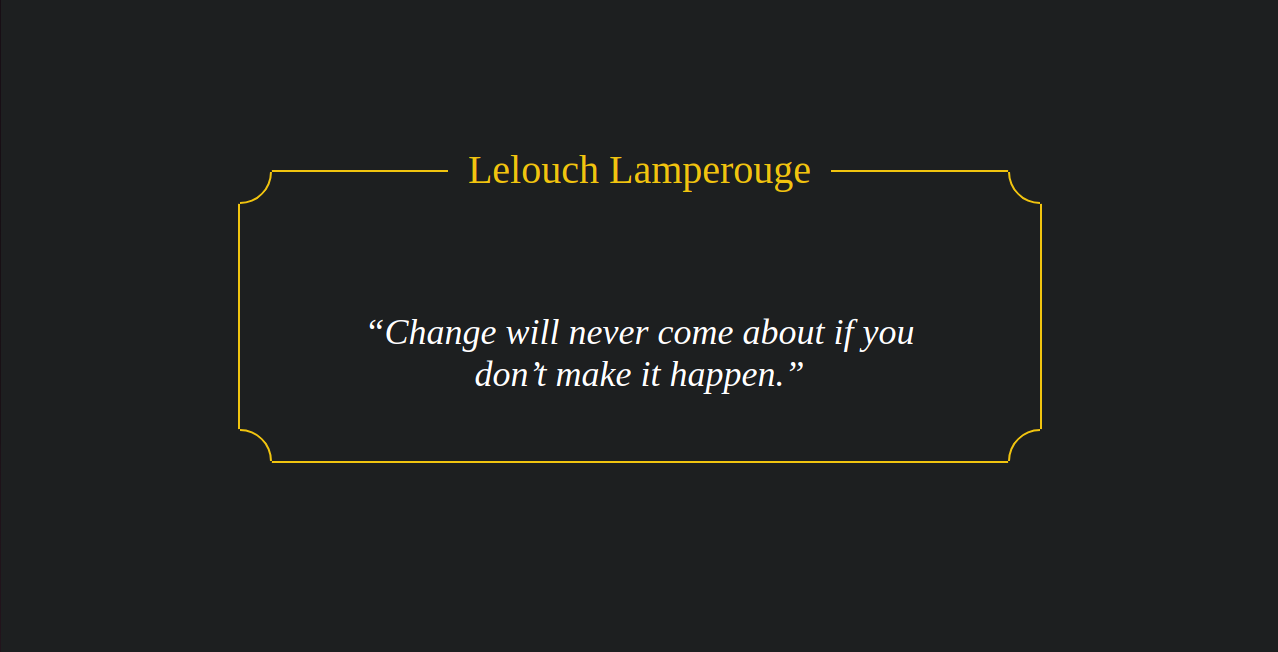 Lelouch Lamperouge
“Change will never come about if you
don’t make it happen.”